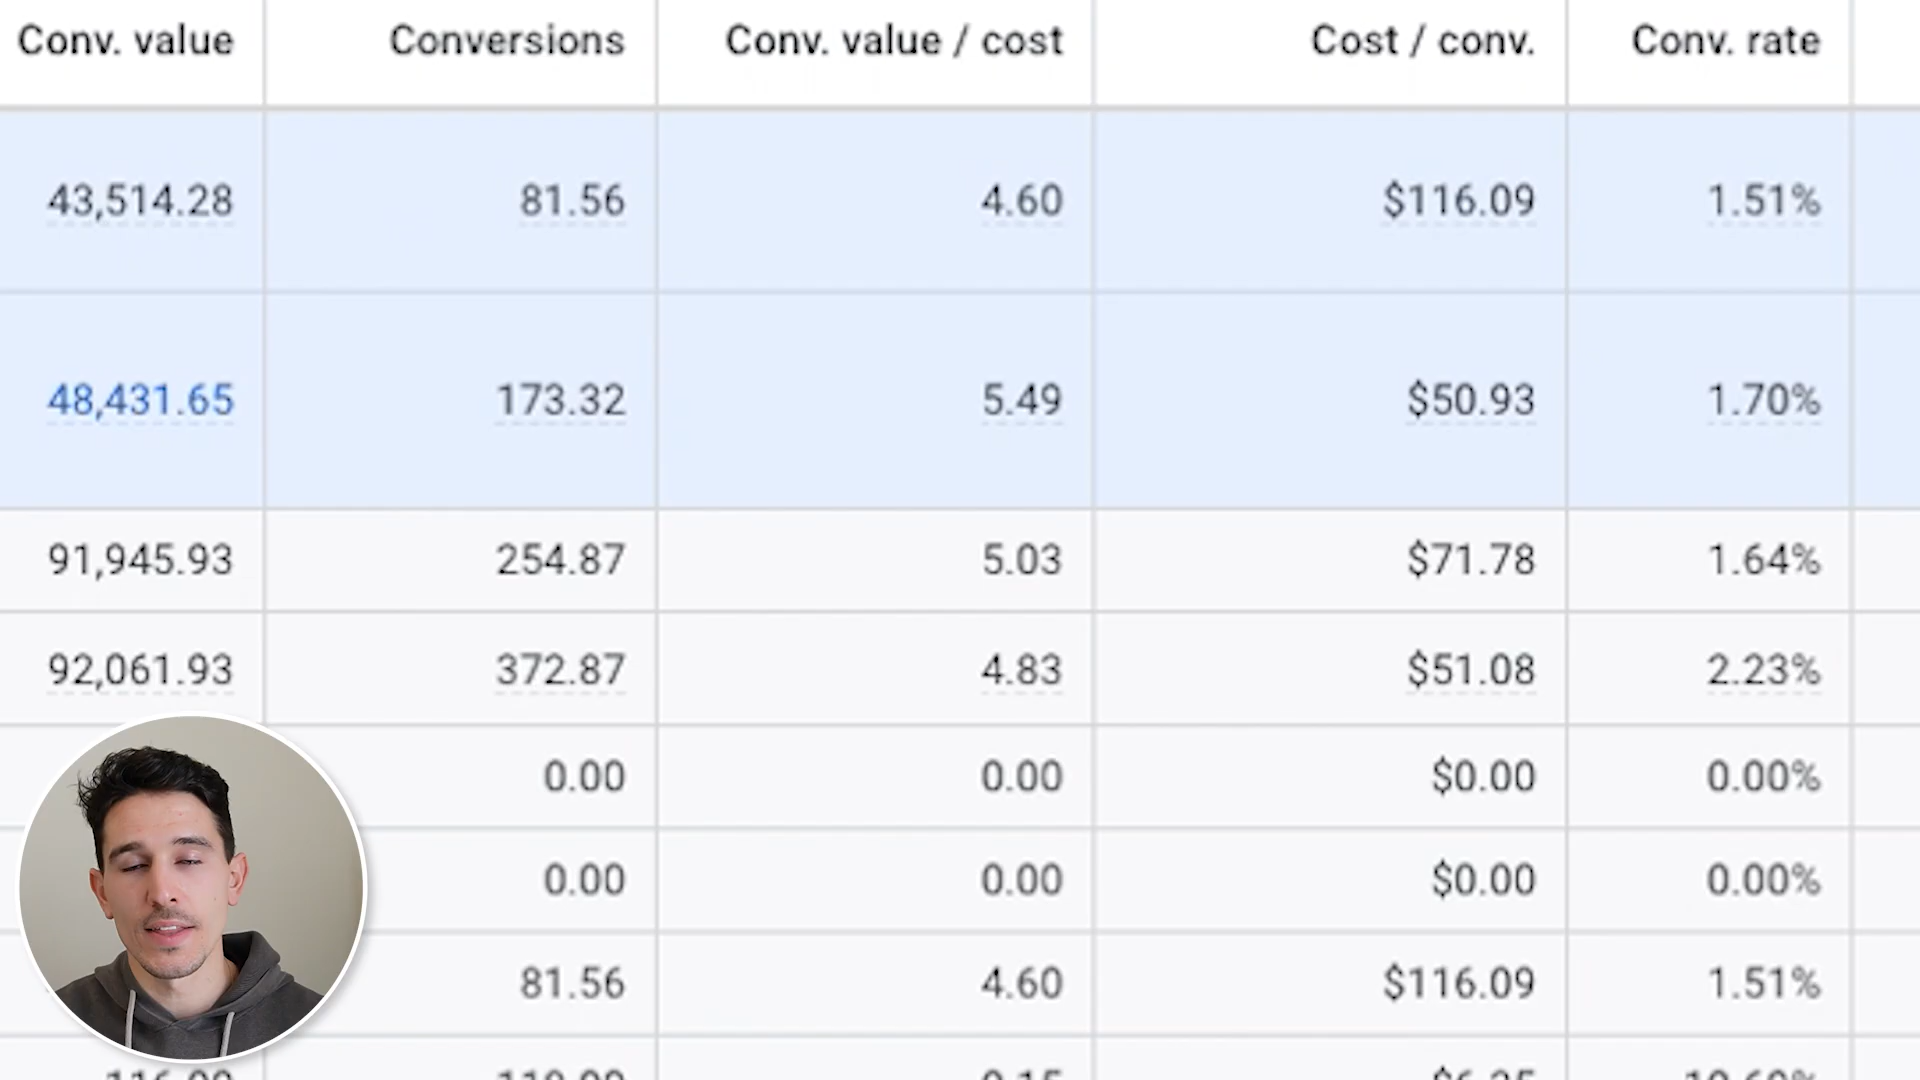 Conv. value Conversions Conv. value / cost Cost / conv. Conv. rate
43,514.28 81.56 4.60 $116.09 1.51%
48,431.65 173.32 5.49 $50.93 1.70%
91,945.93 254.87 5.03 $71.78 1.64%
92,061.93 372.87 4.83 $51.08 2.23%
0.00 0.00 $0.00 0.00%
0.00 0.00 $0.00 0.00%
81.56 4.60 $116.09 1.51%